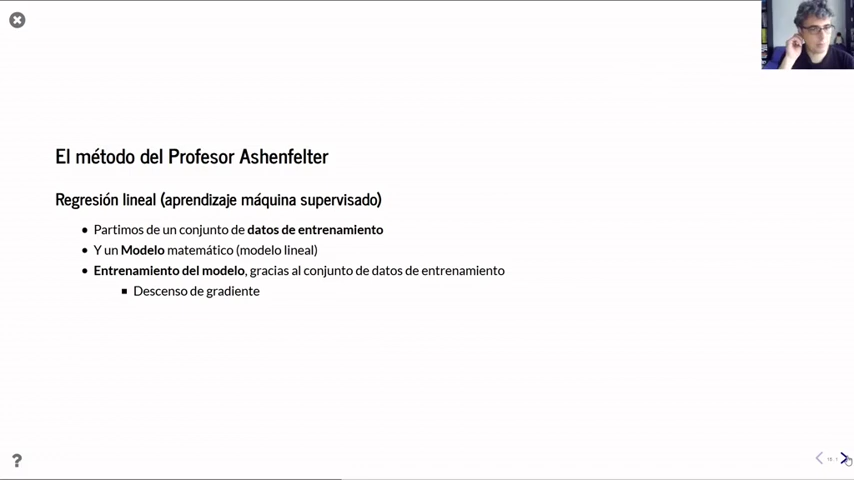 El método del Profesor Ashenfelter
Regresión lineal (aprendizaje máquina supervisado)
Partimos de un conjunto de datos de entrenamiento
Y un Modelo matemático (modelo lineal)
Entrenamiento del modelo, gracias al conjunto de datos de entrenamiento
Descenso de gradiente
?